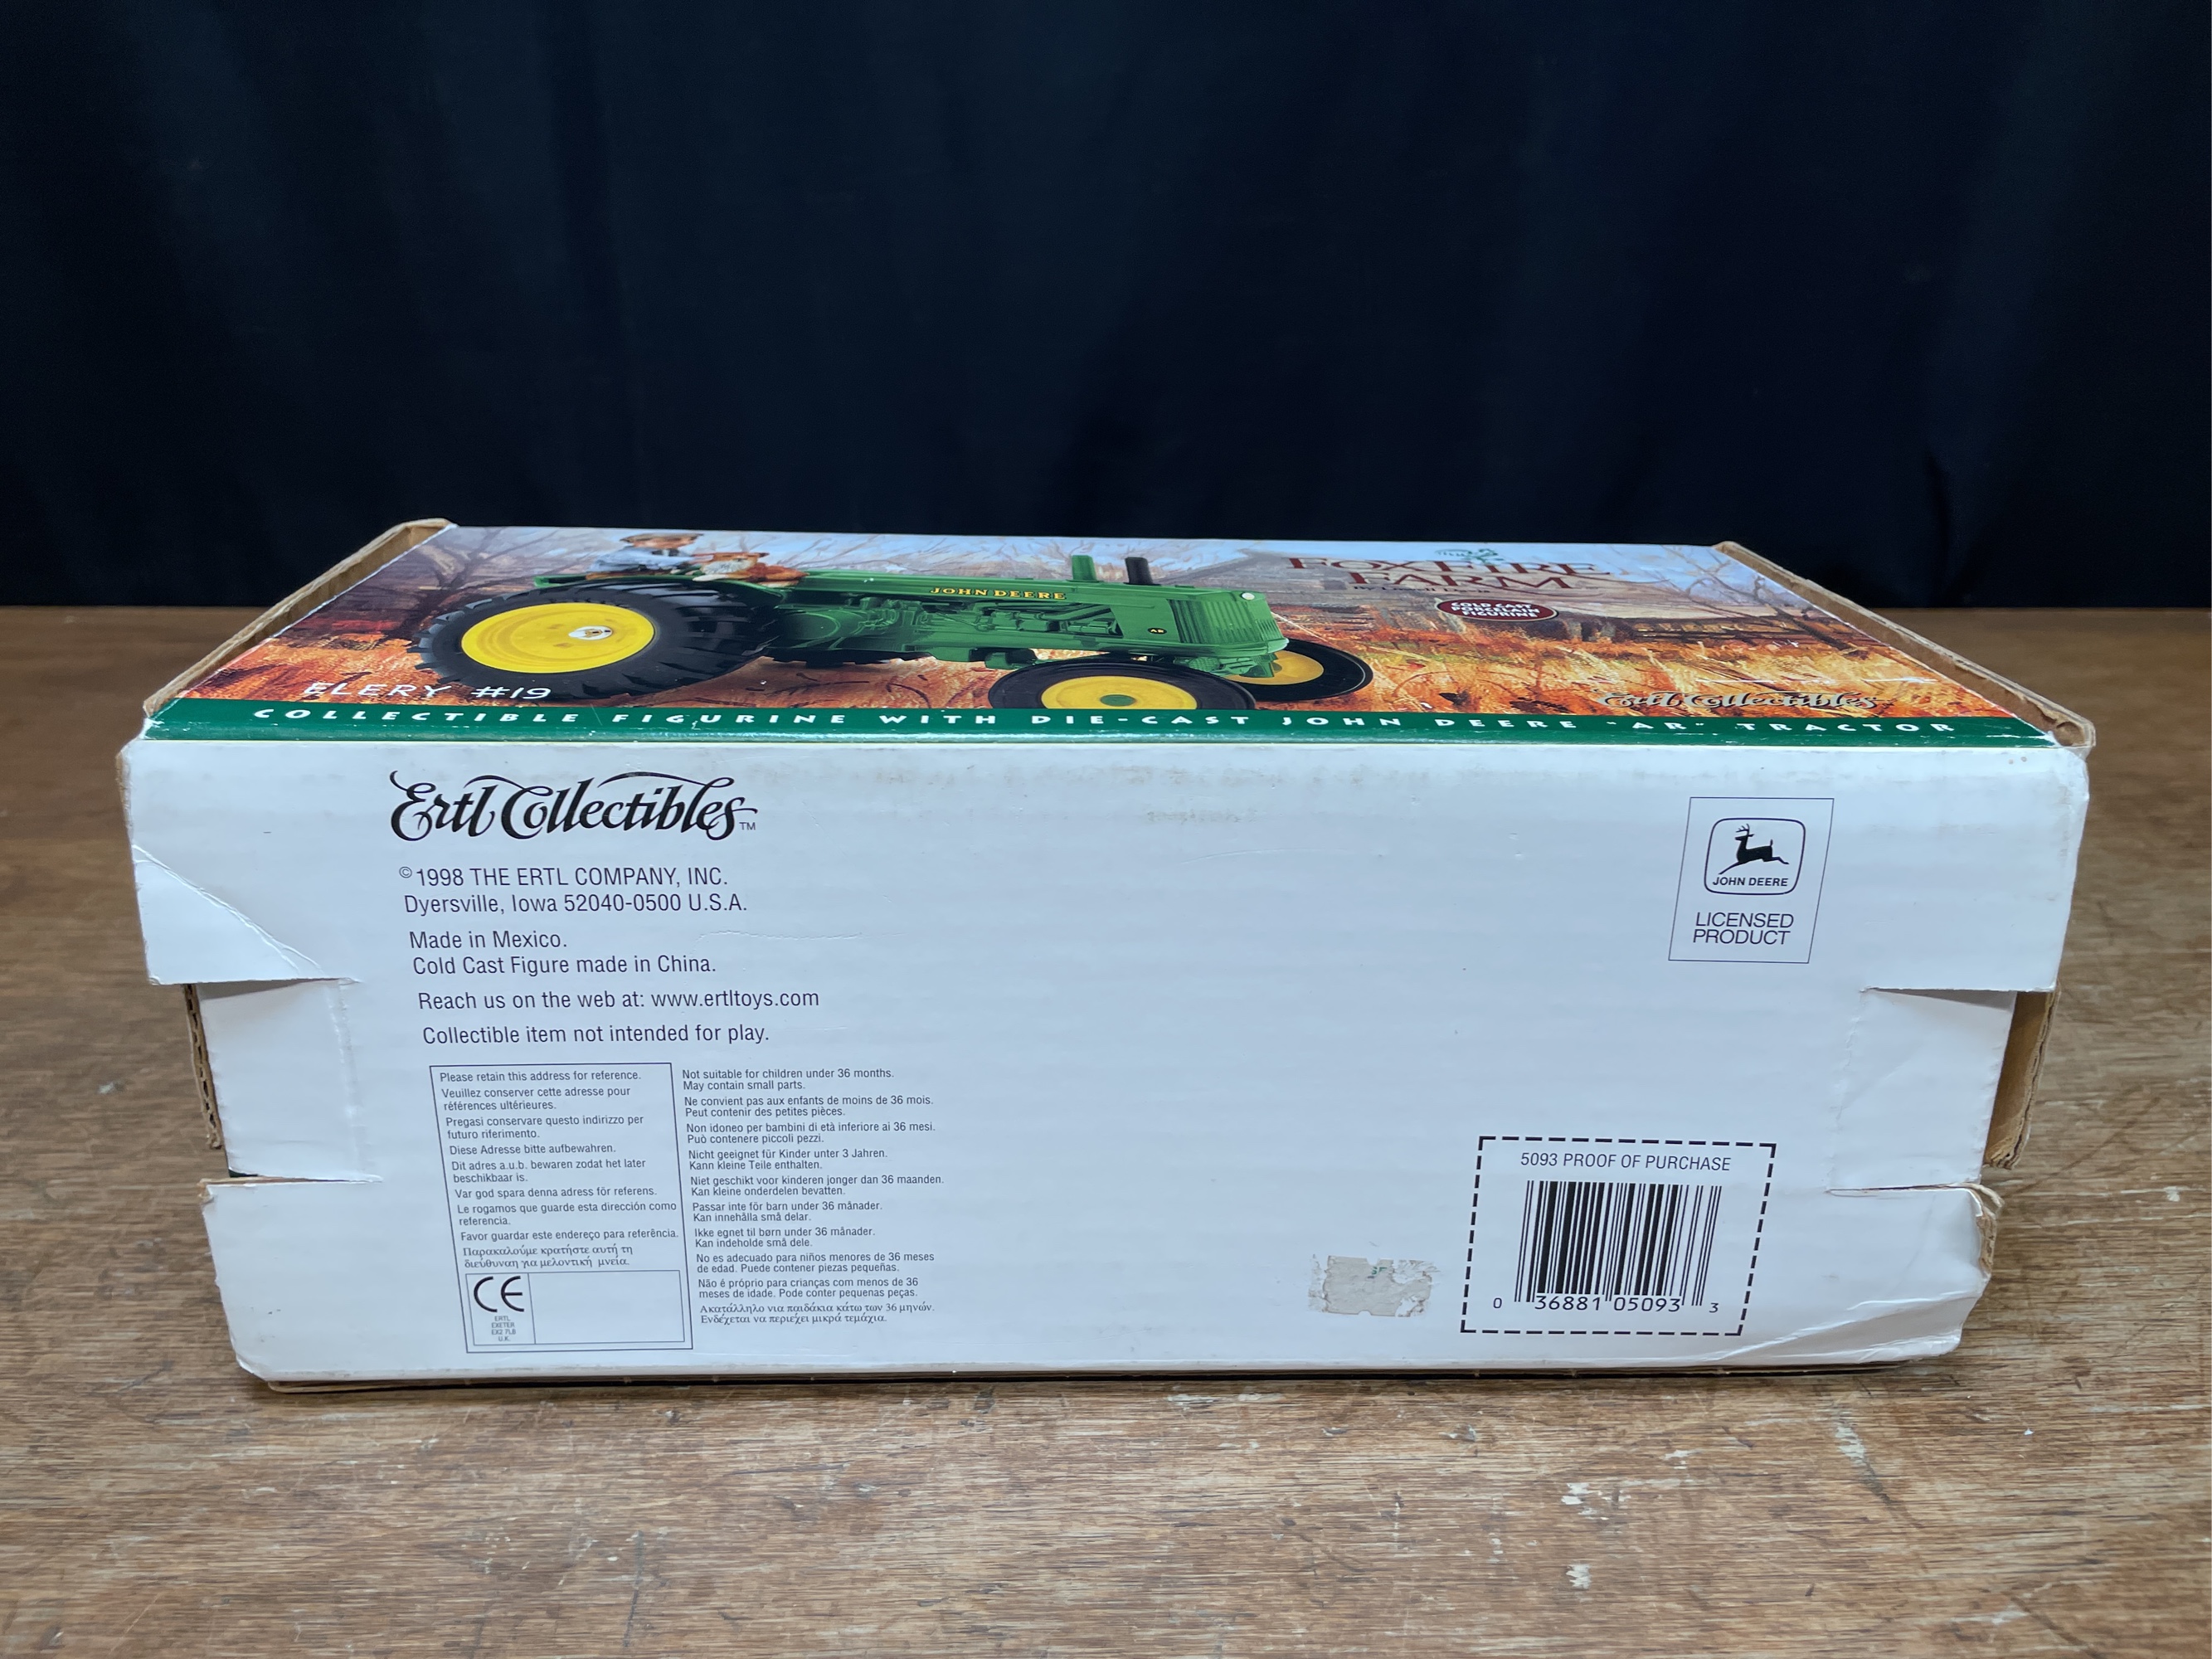 FOXFIRE
FARM
COLD CAST
PORCELAIN
FIGURINE
JOHN DEERE
AR
ELERY #19
Ertl Collectibles
COLLECTIBLE FIGURINE WITH DIE-CAST JOHN DEERE "AR" TRACTOR
Ertl Collectibles™
©1998 THE ERTL COMPANY, INC.
Dyersville, Iowa 52040-0500 U.S.A.
Made in Mexico.
Cold Cast Figure made in China.
Reach us on the web at: www.ertltoys.com
Collectible item not intended for play.
Please retain this address for reference.
Veuillez conserver cette adresse pour
références ultérieures.
Pregasi conservare questo indirizzo per
futuro riferimento.
Diese Adresse bitte aufbewahren.
Dit adres a.u.b. bewaren zodat het later
beschikbaar is.
Var god spara denna adress för referens.
Le rogamos que guarde esta dirección como
referencia.
Favor guardar este endereço para referência.
Παρακαλούμε κρατήστε αυτή τη
διεύθυνση για μελοντική μνεία.
CE
ERTL
EXETER
EX2 7LB
U.K.
Not suitable for children under 36 months.
May contain small parts.
Ne convient pas aux enfants de moins de 36 mois.
Peut contenir des petites pièces.
Non idoneo per bambini di età inferiore ai 36 mesi.
Può contenere piccoli pezzi.
Nicht geeignet für Kinder unter 3 Jahren.
Kann kleine Teile enthalten.
Niet geschikt voor kinderen jonger dan 36 maanden.
Kan kleine onderdelen bevatten.
Passar inte för barn under 36 månader.
Kan innehålla små delar.
Ikke egnet til børn under 36 månader.
Kan indeholde små dele.
No es adecuado para niños menores de 36 meses
de edad. Puede contener piezas pequeñas.
Não é próprio para crianças com menos de 36
meses de idade. Pode conter pequenas peças.
Ακατάλληλο νια παιδάκια κάτω των 36 μηνών.
Ενδέχεται να περιέχει μικρά τεμάχια.
JOHN DEERE
LICENSED
PRODUCT
5093 PROOF OF PURCHASE
0 36881 05093 3